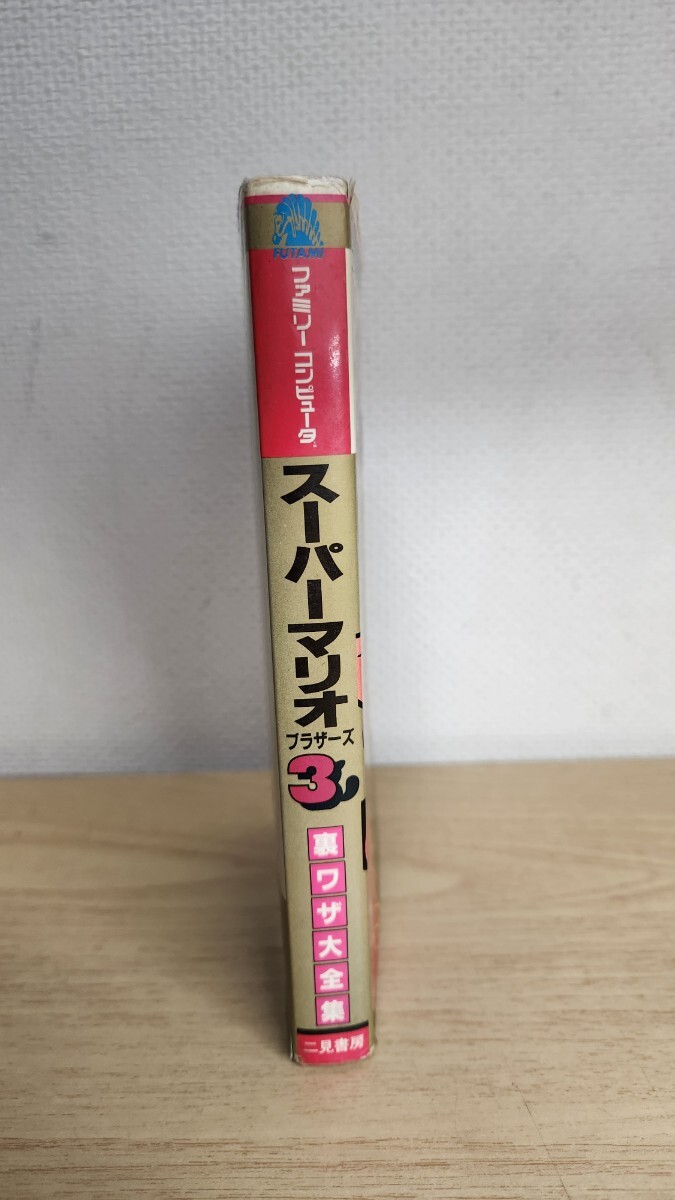 FUTAMI
ファミリーコンピュータ
スーパーマリオ
ブラザーズ
3
裏ワザ大全集
二見書房